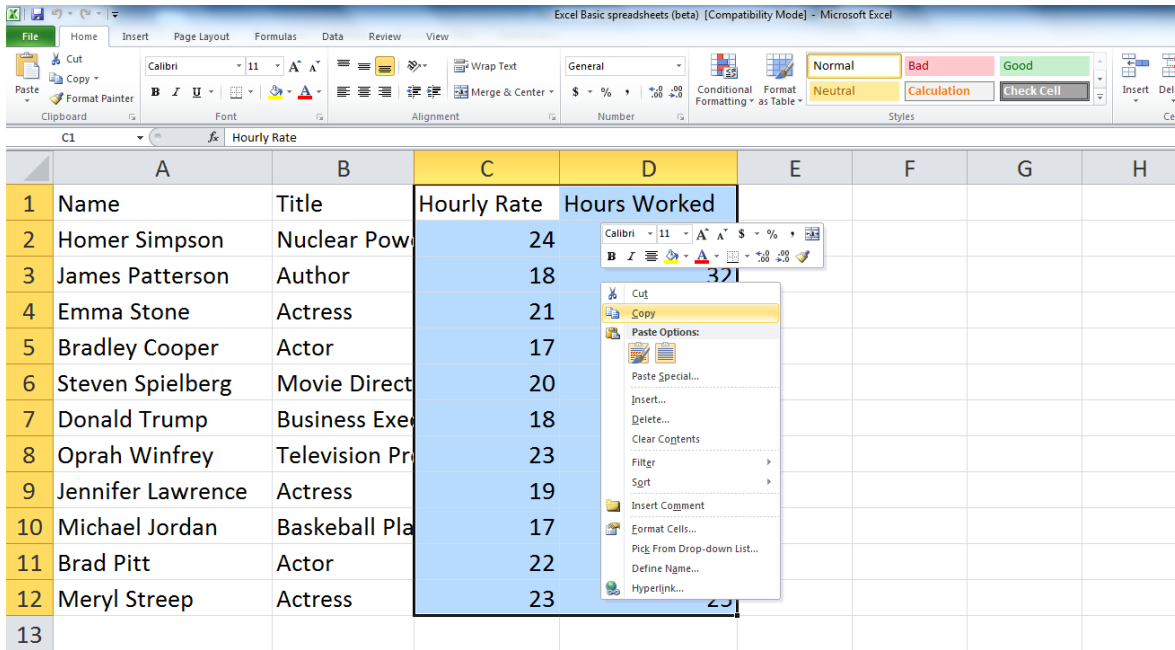 Excel Basic spreadsheets (beta) [Compatibility Mode] - Microsoft Excel
File Home Insert Page Layout Formulas Data Review View
Paste
Cut
Copy
Format Painter
Clipboard
Calibri 11 A A
B I U A
Font
Wrap Text
Merge & Center
Alignment
General
$ % , .00 .00
Number
Conditional Formatting
Format as Table
Normal Bad Good
Neutral Calculation Check Cell
Styles
Insert
C1 fx Hourly Rate
A B C D E F G H
1 Name Title Hourly Rate Hours Worked
2 Homer Simpson Nuclear Pow 24
3 James Patterson Author 18 32
4 Emma Stone Actress 21
5 Bradley Cooper Actor 17
6 Steven Spielberg Movie Direct 20
7 Donald Trump Business Exe 18
8 Oprah Winfrey Television Pr 23
9 Jennifer Lawrence Actress 19
10 Michael Jordan Baskeball Pla 17
11 Brad Pitt Actor 22
12 Meryl Streep Actress 23
13
Calibri 11 A A $ % ,
B I A .00 .00
Cut
Copy
Paste Options:
Paste Special...
Insert...
Delete...
Clear Contents
Filter
Sort
Insert Comment
Format Cells...
Pick From Drop-down List...
Define Name...
Hyperlink...